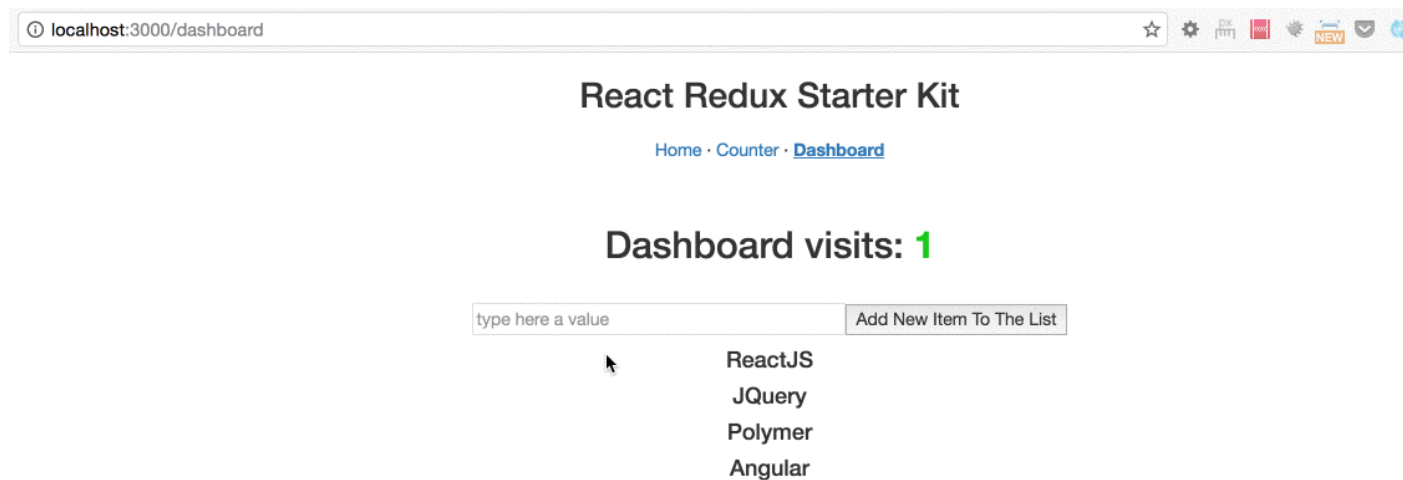 localhost:3000/dashboard
NEW
React Redux Starter Kit
Home · Counter · Dashboard
Dashboard visits: 1
type here a value Add New Item To The List
ReactJS
JQuery
Polymer
Angular